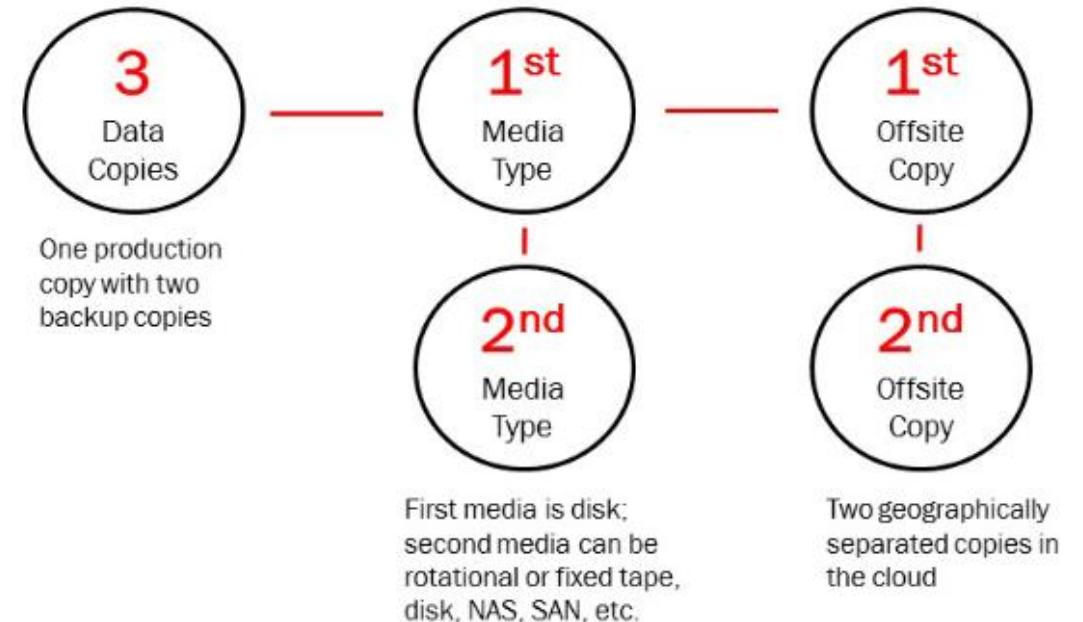 3
Data
Copies
One production
copy with two
backup copies
1st
Media
Type
2nd
Media
Type
First media is disk;
second media can be
rotational or fixed tape,
disk, NAS, SAN, etc.
1st
Offsite
Copy
2nd
Offsite
Copy
Two geographically
separated copies in
the cloud